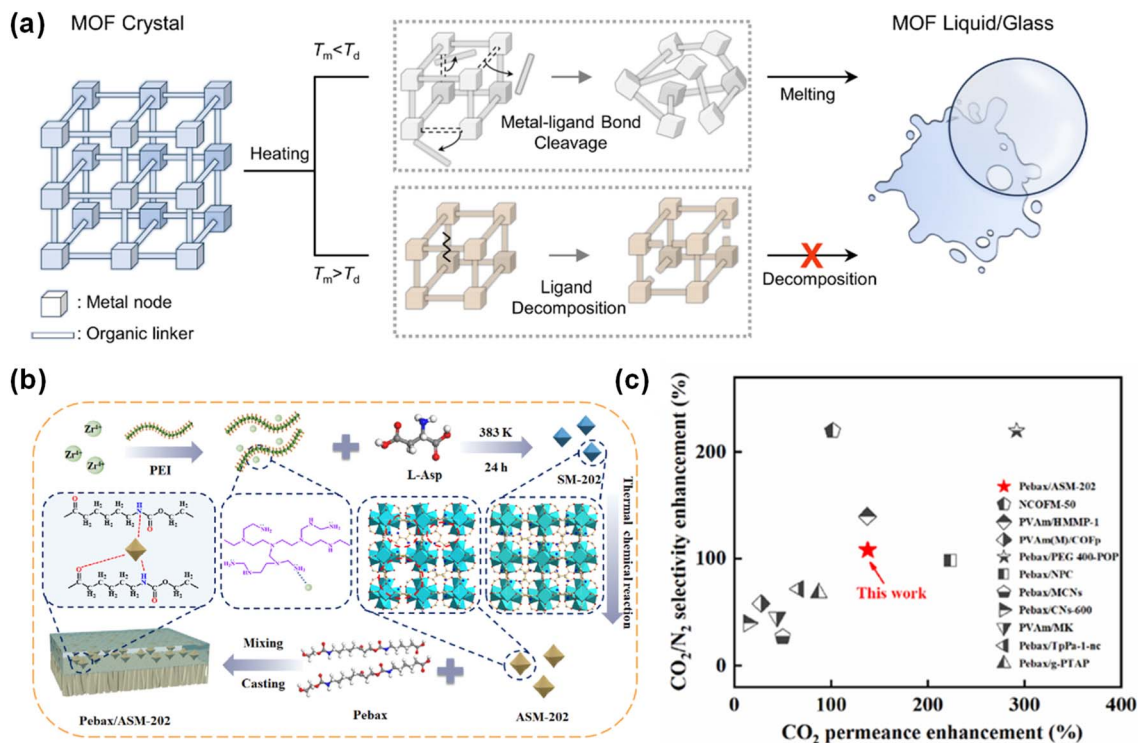 (a)
MOF Crystal
MOF Liquid/Glass
Tm<Td
Heating
Metal-ligand Bond
Cleavage
Melting
Tm>Td
Ligand
Decomposition
X
Decomposition
: Metal node
: Organic linker
(b)
Zr4+
Zr4+
Zr4+
PEI
L-Asp
383 K
24 h
SM-202
Thermal chemical reaction
Mixing
Casting
Pebax/ASM-202
Pebax
ASM-202
(c)
CO2/N2 selectivity enhancement (%)
200
100
0
Pebax/ASM-202
NCOFM-50
PVAm/HMMP-1
PVAm(M)/COFp
Pebax/PEG 400-POP
Pebax/NPC
Pebax/MCNs
Pebax/CNs-600
PVAm/MK
Pebax/TpPa-1-nc
Pebax/g-PTAP
This work
0 100 200 300 400
CO2 permeance enhancement (%)